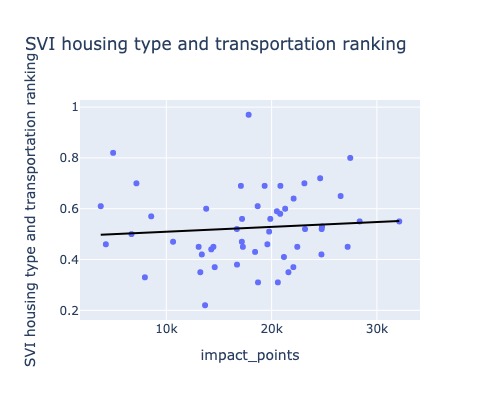 SVI housing type and transportation ranking
SVI housing type and transportation ranking
1
0.8
0.6
0.4
0.2
10k
20k
30k
impact_points